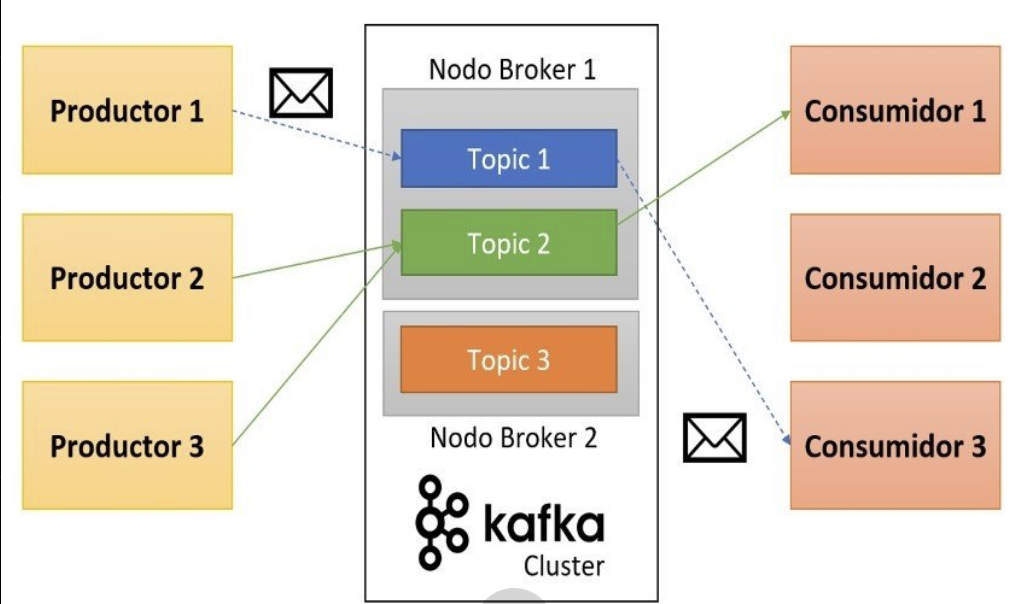 Nodo Broker 1
Productor 1
Topic 1
Consumidor 1
Productor 2
Topic 2
Consumidor 2
Topic 3
Productor 3
Nodo Broker 2
Consumidor 3
kafka
Cluster